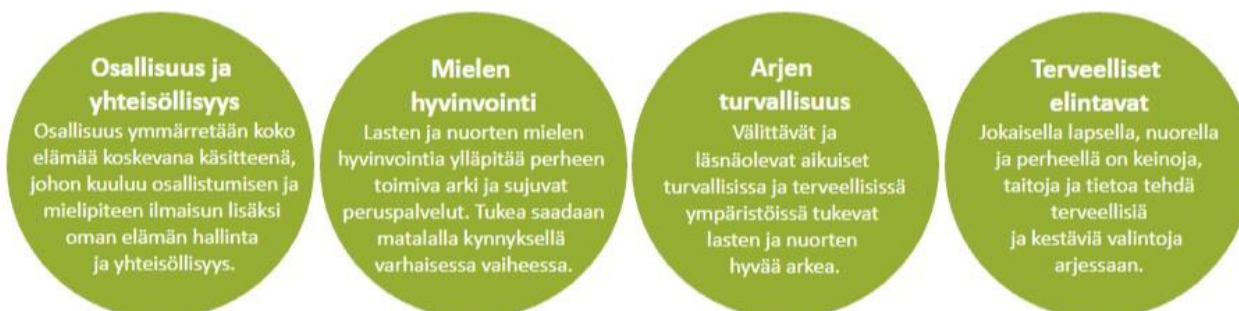 Osallisuus ja
yhteisöllisyys
Osallisuus ymmärretään koko
elämää koskevana käsitteenä,
johon kuuluu osallistumisen ja
mielipiteen ilmaisun lisäksi
oman elämän hallinta
ja yhteisöllisyys.
Mielen
hyvinvointi
Lasten ja nuorten mielen
hyvinvointia ylläpitää perheen
toimiva arki ja sujuvat
peruspalvelut. Tukea saadaan
matalalla kynnyksellä
varhaisessa vaiheessa.
Arjen
turvallisuus
Välittävät ja
läsnäolevat aikuiset
turvallisissa ja terveellisissä
ympäristöissä tukevat
lasten ja nuorten
hyvää arkea.
Terveelliset
elintavat
Jokaisella lapsella, nuorella
ja perheellä on keinoja,
taitoja ja tietoa tehdä
terveellisiä
ja kestäviä valintoja
arjessaan.